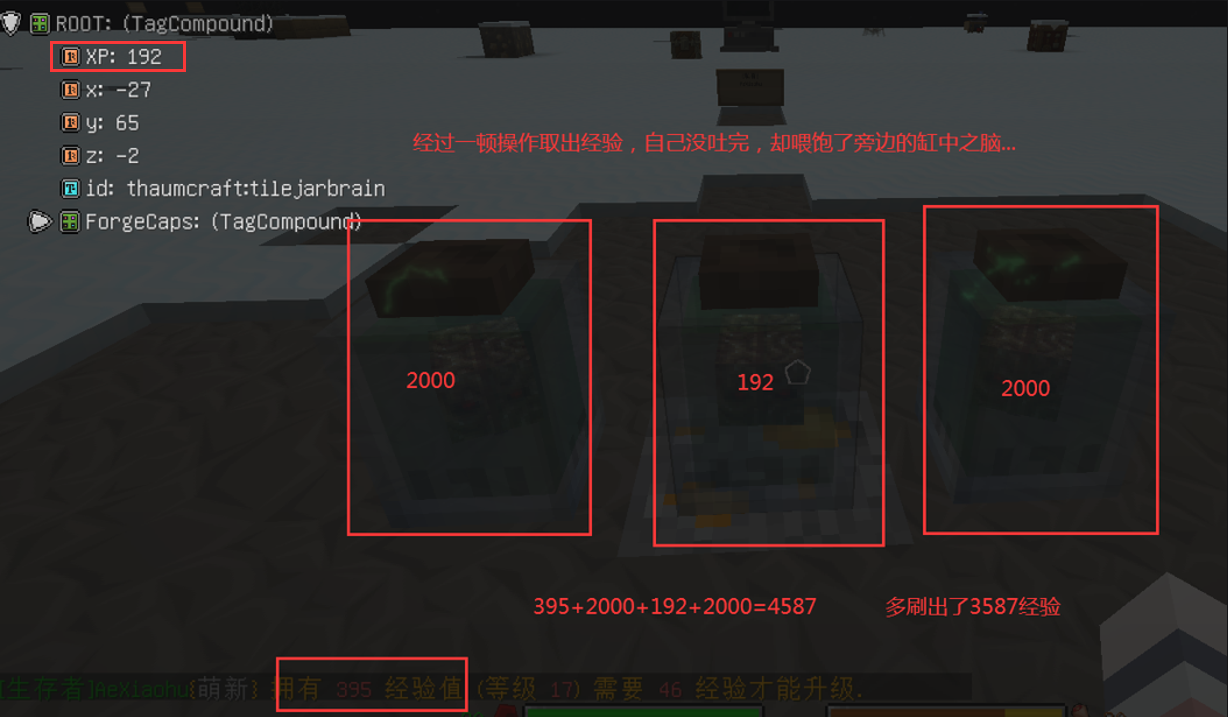 ROOT: (TagCompound)
XP: 192
x: -27
y: 65
z: -2
id: thaumcraft:tilejarbrain
ForgeCaps: (TagCompound)
经过一顿操作取出经验，自己没吐完，却喂饱了旁边的缸中之脑...
2000
192
2000
395+2000+192+2000=4587
多刷出了3587经验
[生存者]AeXiaohu{萌新} 拥有 395 经验值 (等级 17) 需要 46 经验才能升级.